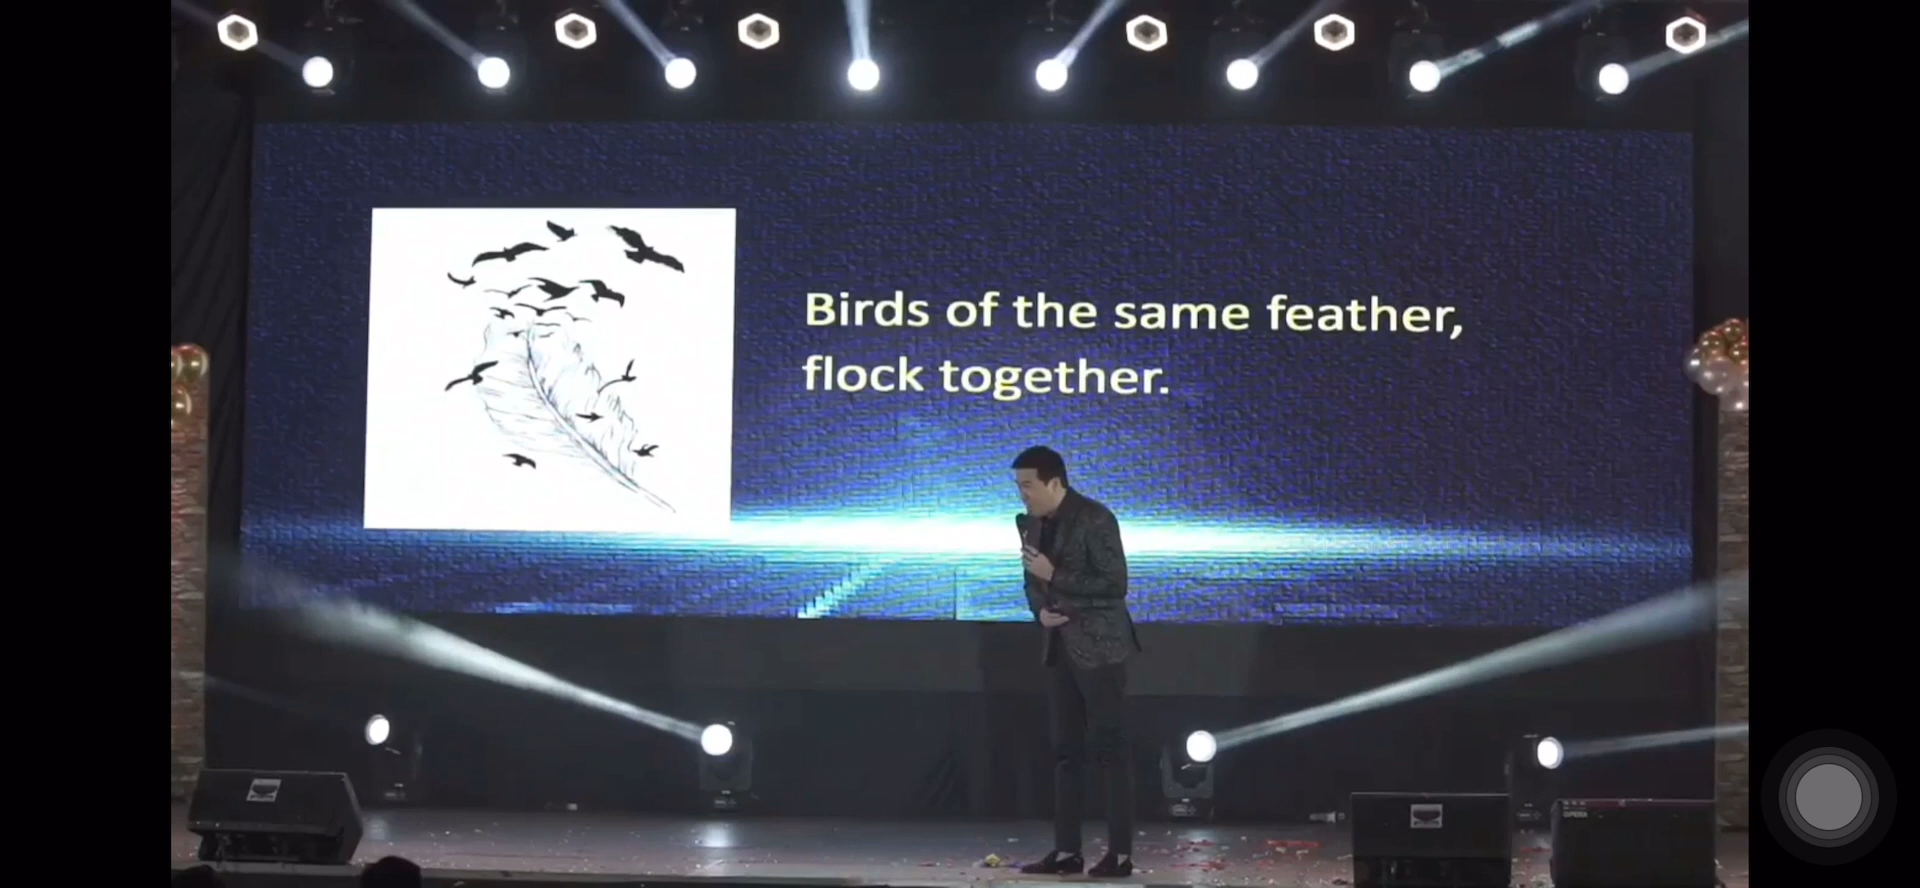 Birds of the same feather,
flock together.